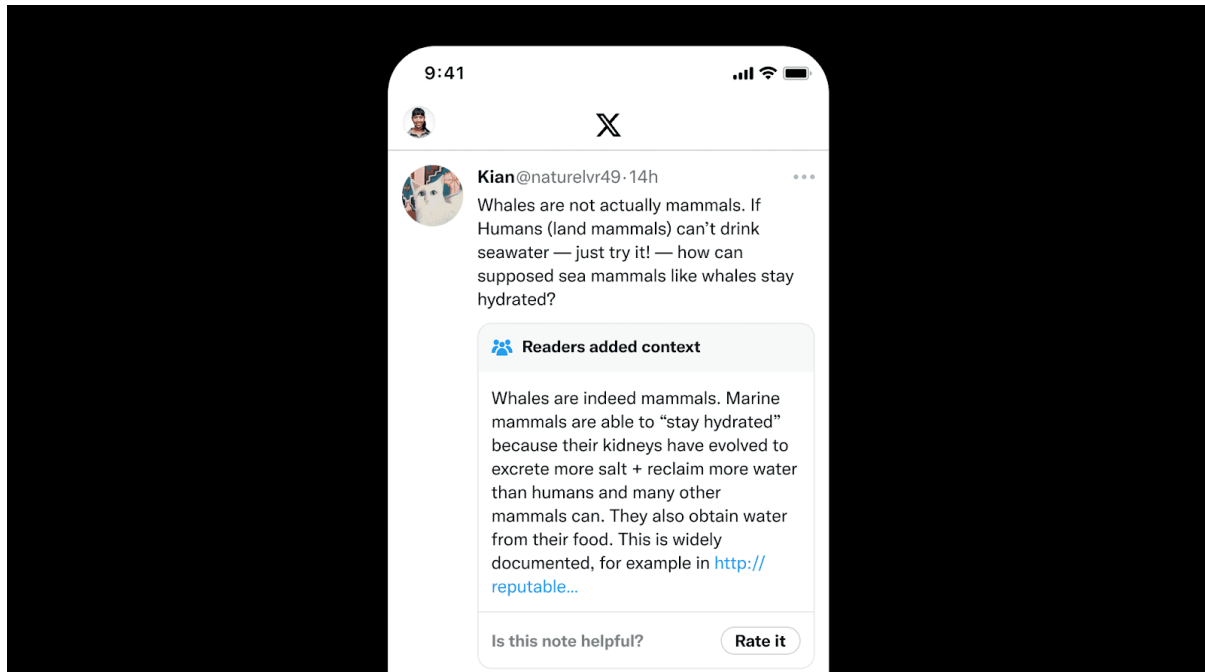 9:41
X
Kian@naturelvr49·14h
Whales are not actually mammals. If
Humans (land mammals) can’t drink
seawater — just try it! — how can
supposed sea mammals like whales stay
hydrated?
Readers added context
Whales are indeed mammals. Marine
mammals are able to “stay hydrated”
because their kidneys have evolved to
excrete more salt + reclaim more water
than humans and many other
mammals can. They also obtain water
from their food. This is widely
documented, for example in http://
reputable...
Is this note helpful?
Rate it